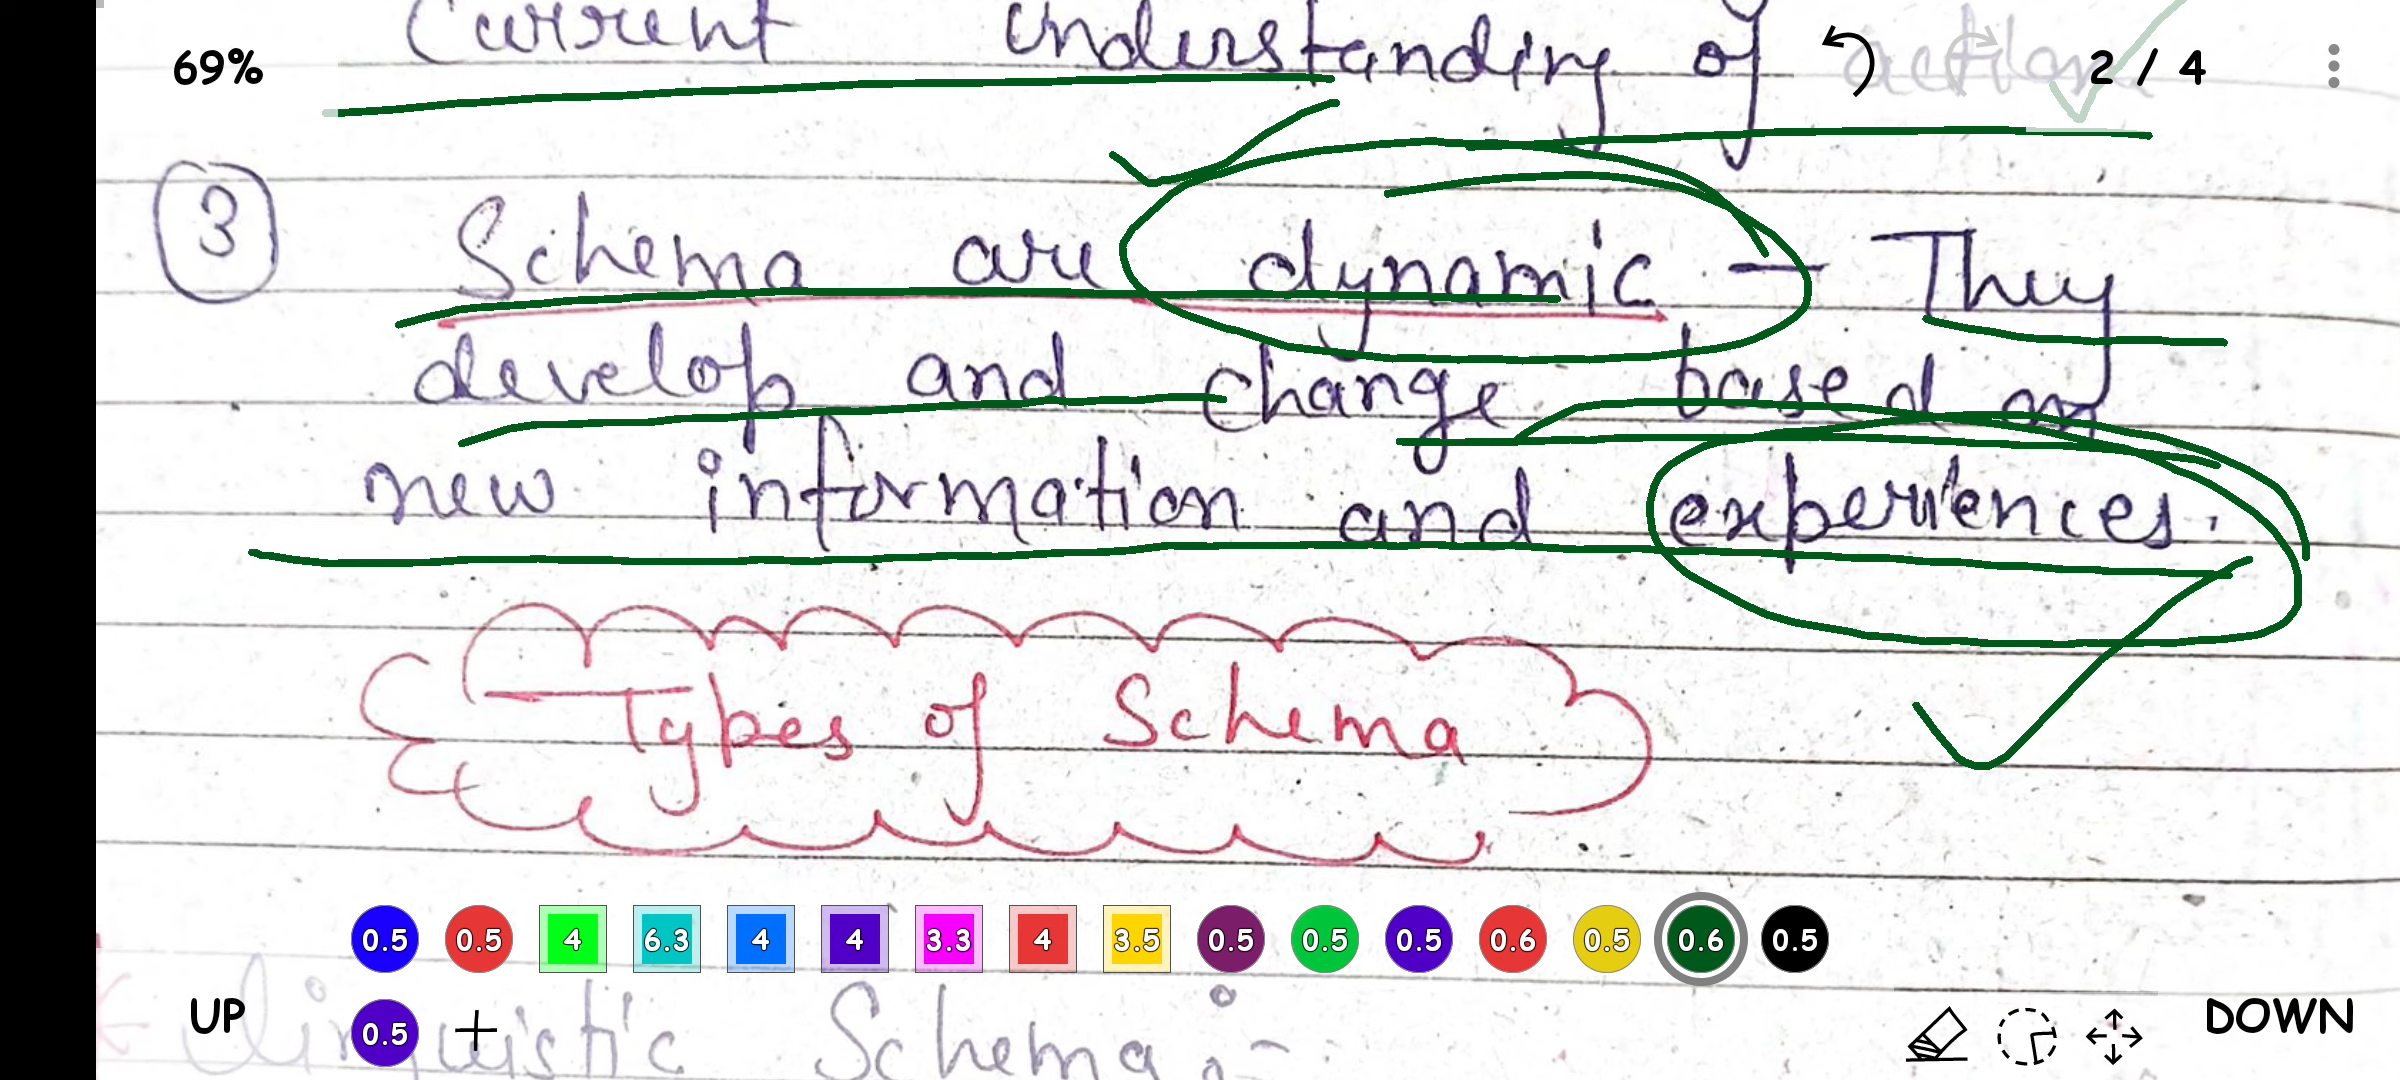 Current understanding of action
69%
2 / 4
3 Schema are dynamic - They
develop and change based on
new information and experiences.
Types of Schema
0.5 0.5 4 6.3 4 4 3.3 4 3.5 0.5 0.5 0.5 0.6 0.5 0.6 0.5
UP 0.5 + DOWN
Linguistic Schema :-